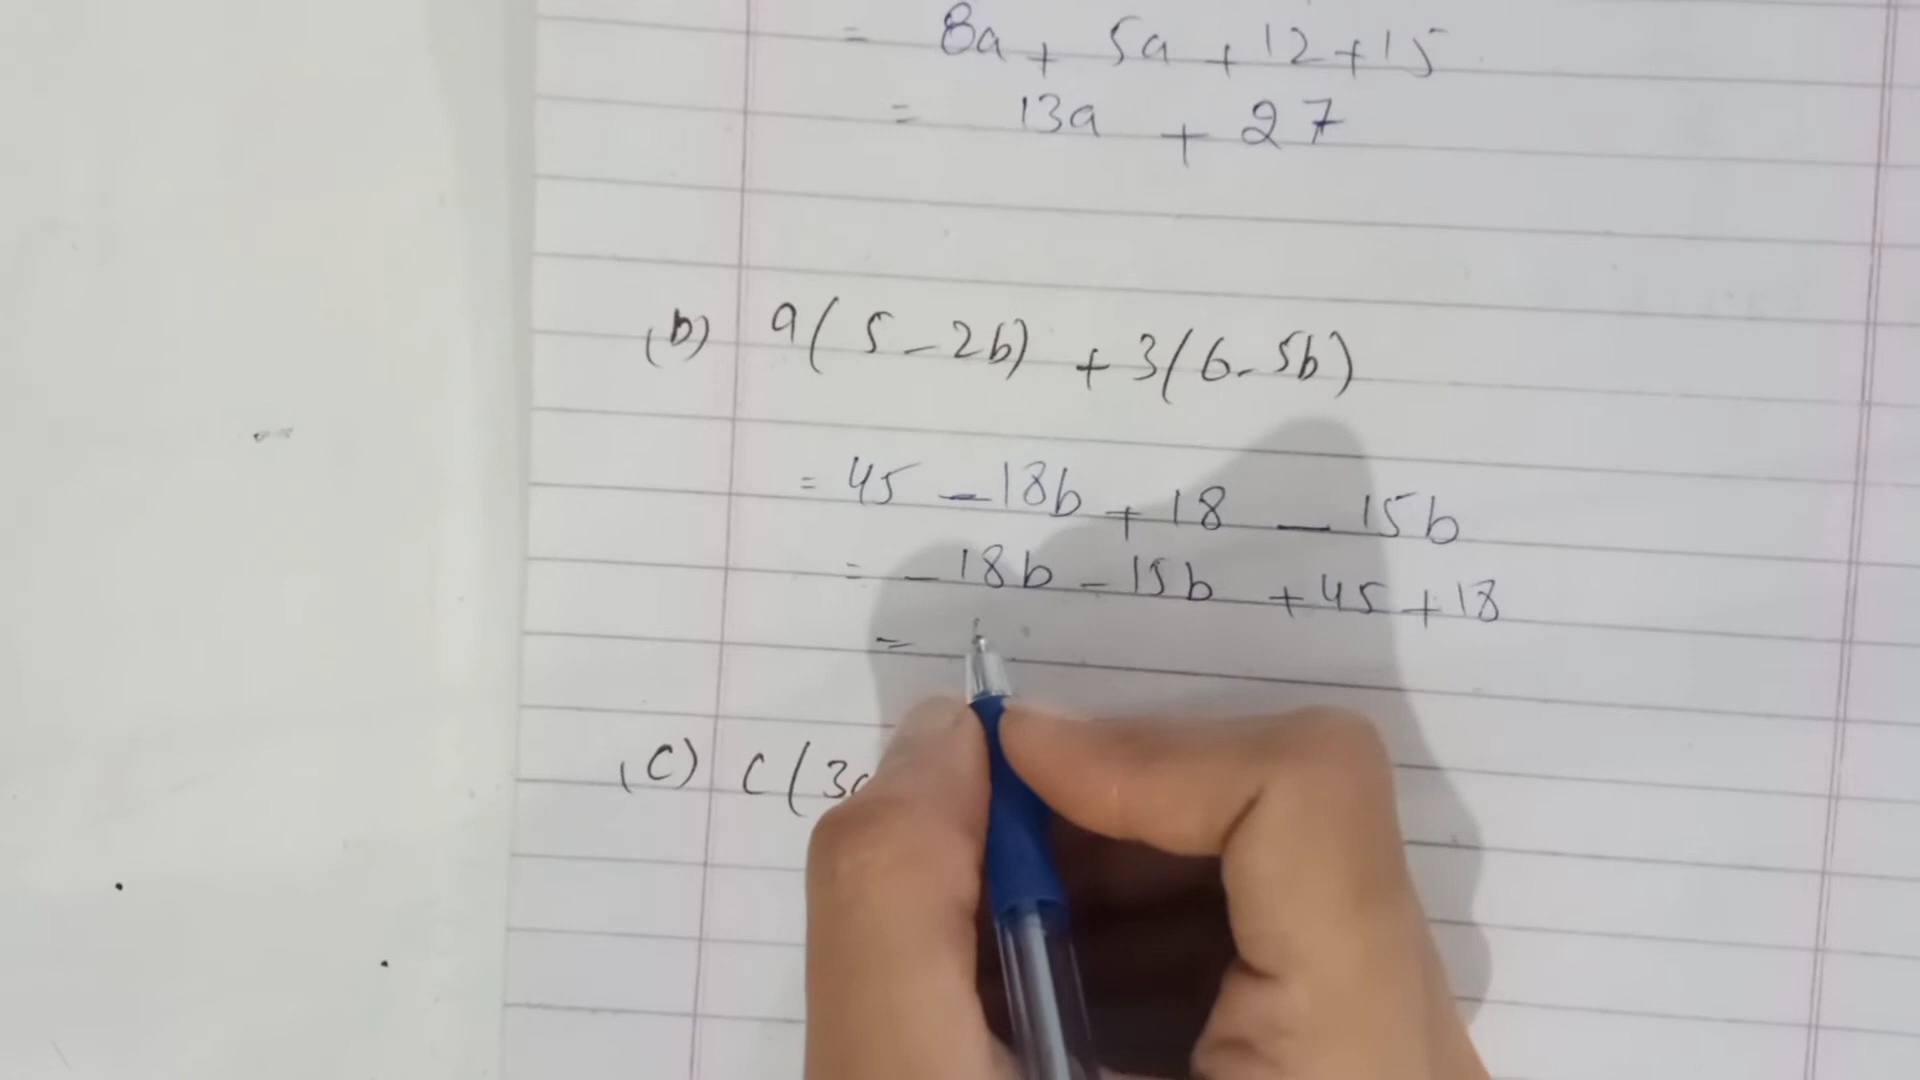 = 8a + 5a + 12 + 15
= 13a + 27
(b) 9(5 - 2b) + 3(6 - 5b)
= 45 - 18b + 18 - 15b
= - 18b - 15b + 45 + 18
=
(c) c(3